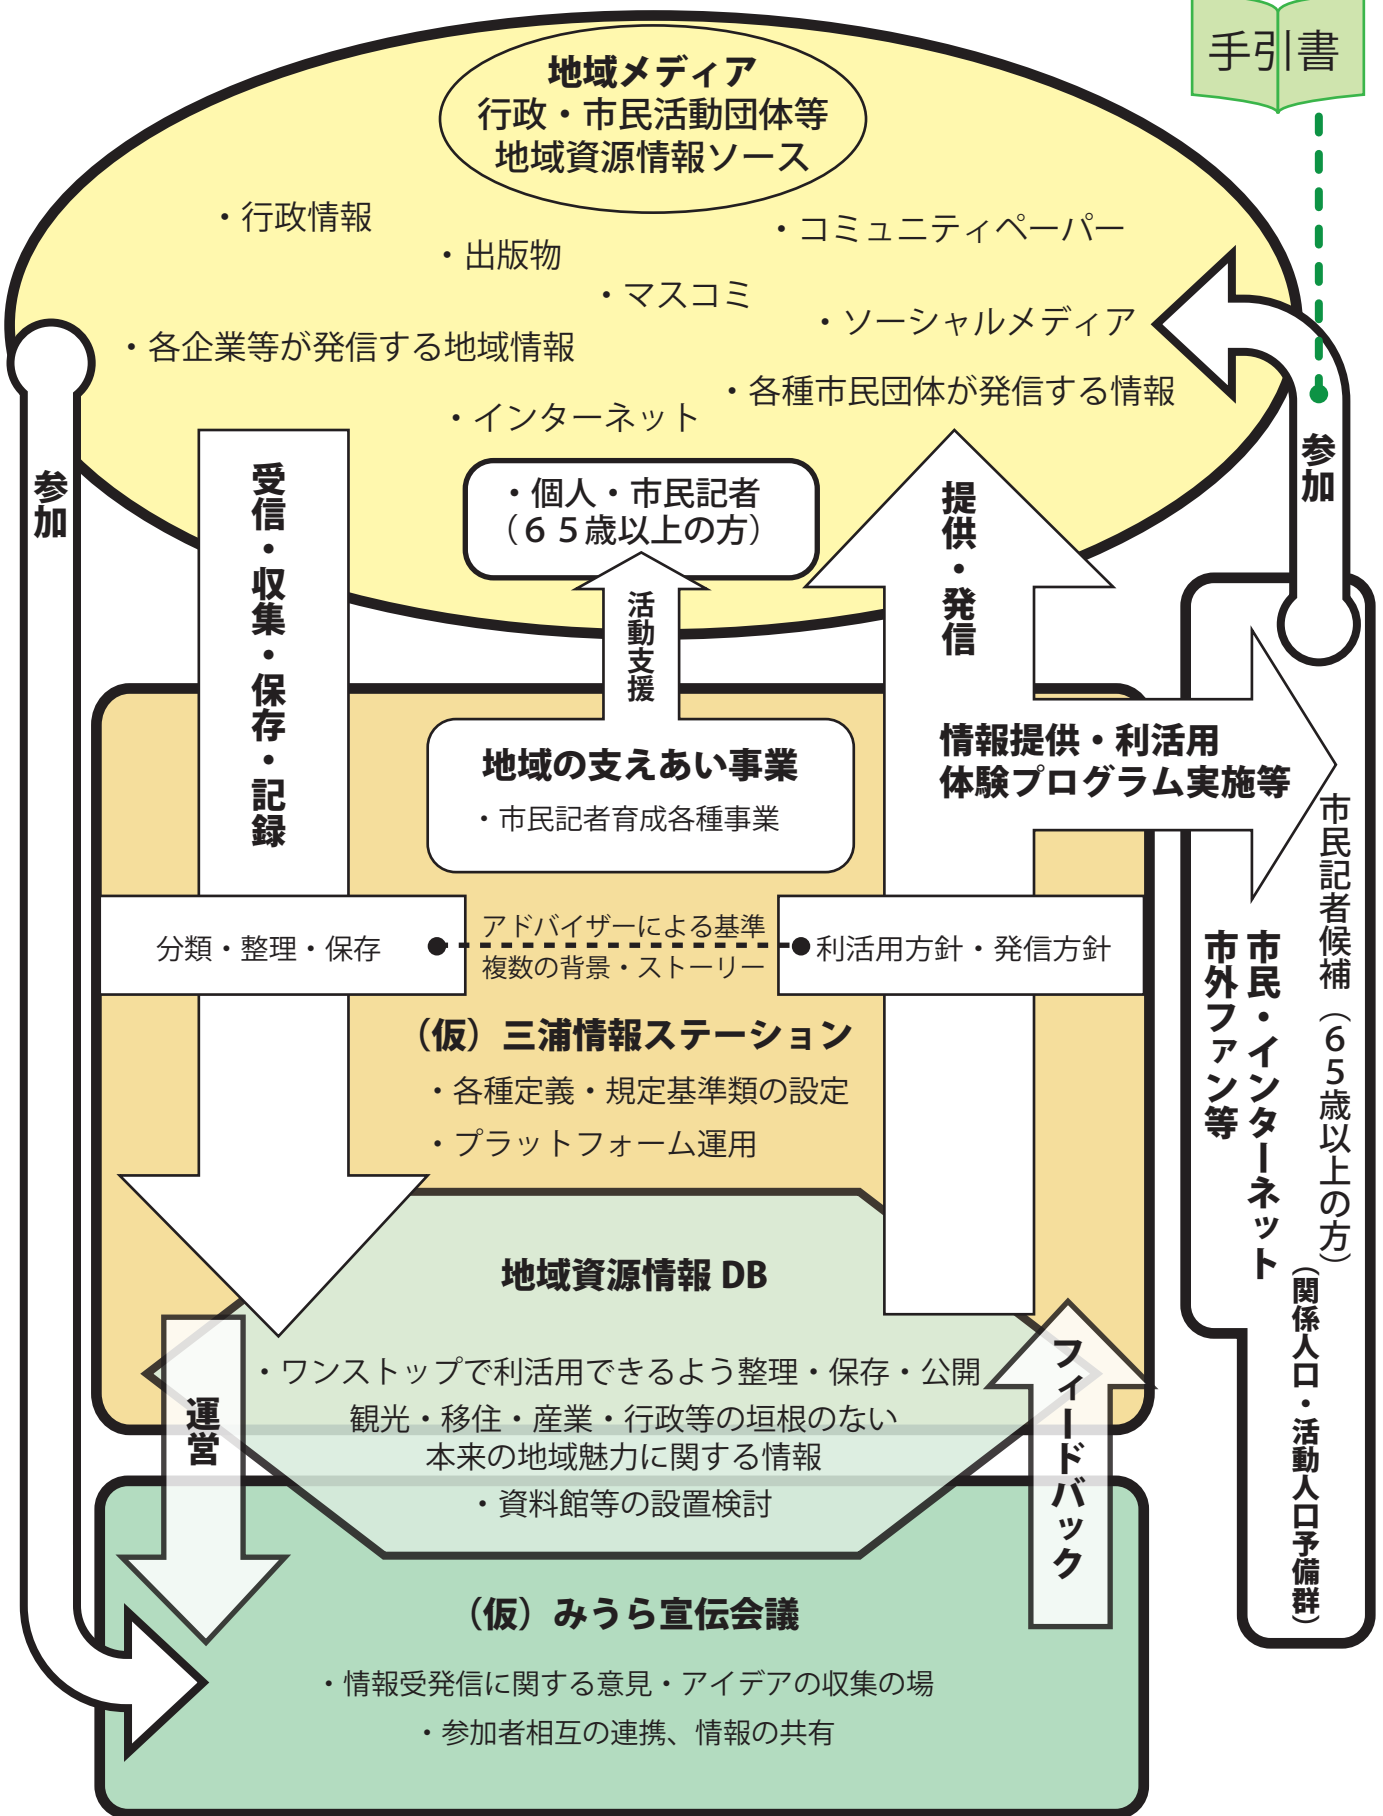 手引書
地域メディア
行政・市民活動団体等
地域資源情報ソース
・行政情報
・コミュニティペーパー
・出版物
・マスコミ
・ソーシャルメディア
・各企業等が発信する地域情報
・各種市民団体が発信する情報
・インターネット
参加
受信・収集・保存・記録
・個人・市民記者
（６５歳以上の方）
提供・発信
参加
活動支援
地域の支えあい事業
・市民記者育成各種事業
情報提供・利活用
体験プログラム実施等
市民記者候補（６５歳以上の方）
市民・インターネット
市外ファン等
（関係人口・活動人口予備群）
分類・整理・保存
アドバイザーによる基準
複数の背景・ストーリー
利活用方針・発信方針
（仮）三浦情報ステーション
・各種定義・規定基準類の設定
・プラットフォーム運用
地域資源情報 DB
・ワンストップで利活用できるよう整理・保存・公開
観光・移住・産業・行政等の垣根のない
本来の地域魅力に関する情報
・資料館等の設置検討
運営
フィードバック
（仮）みうら宣伝会議
・情報受発信に関する意見・アイデアの収集の場
・参加者相互の連携、情報の共有